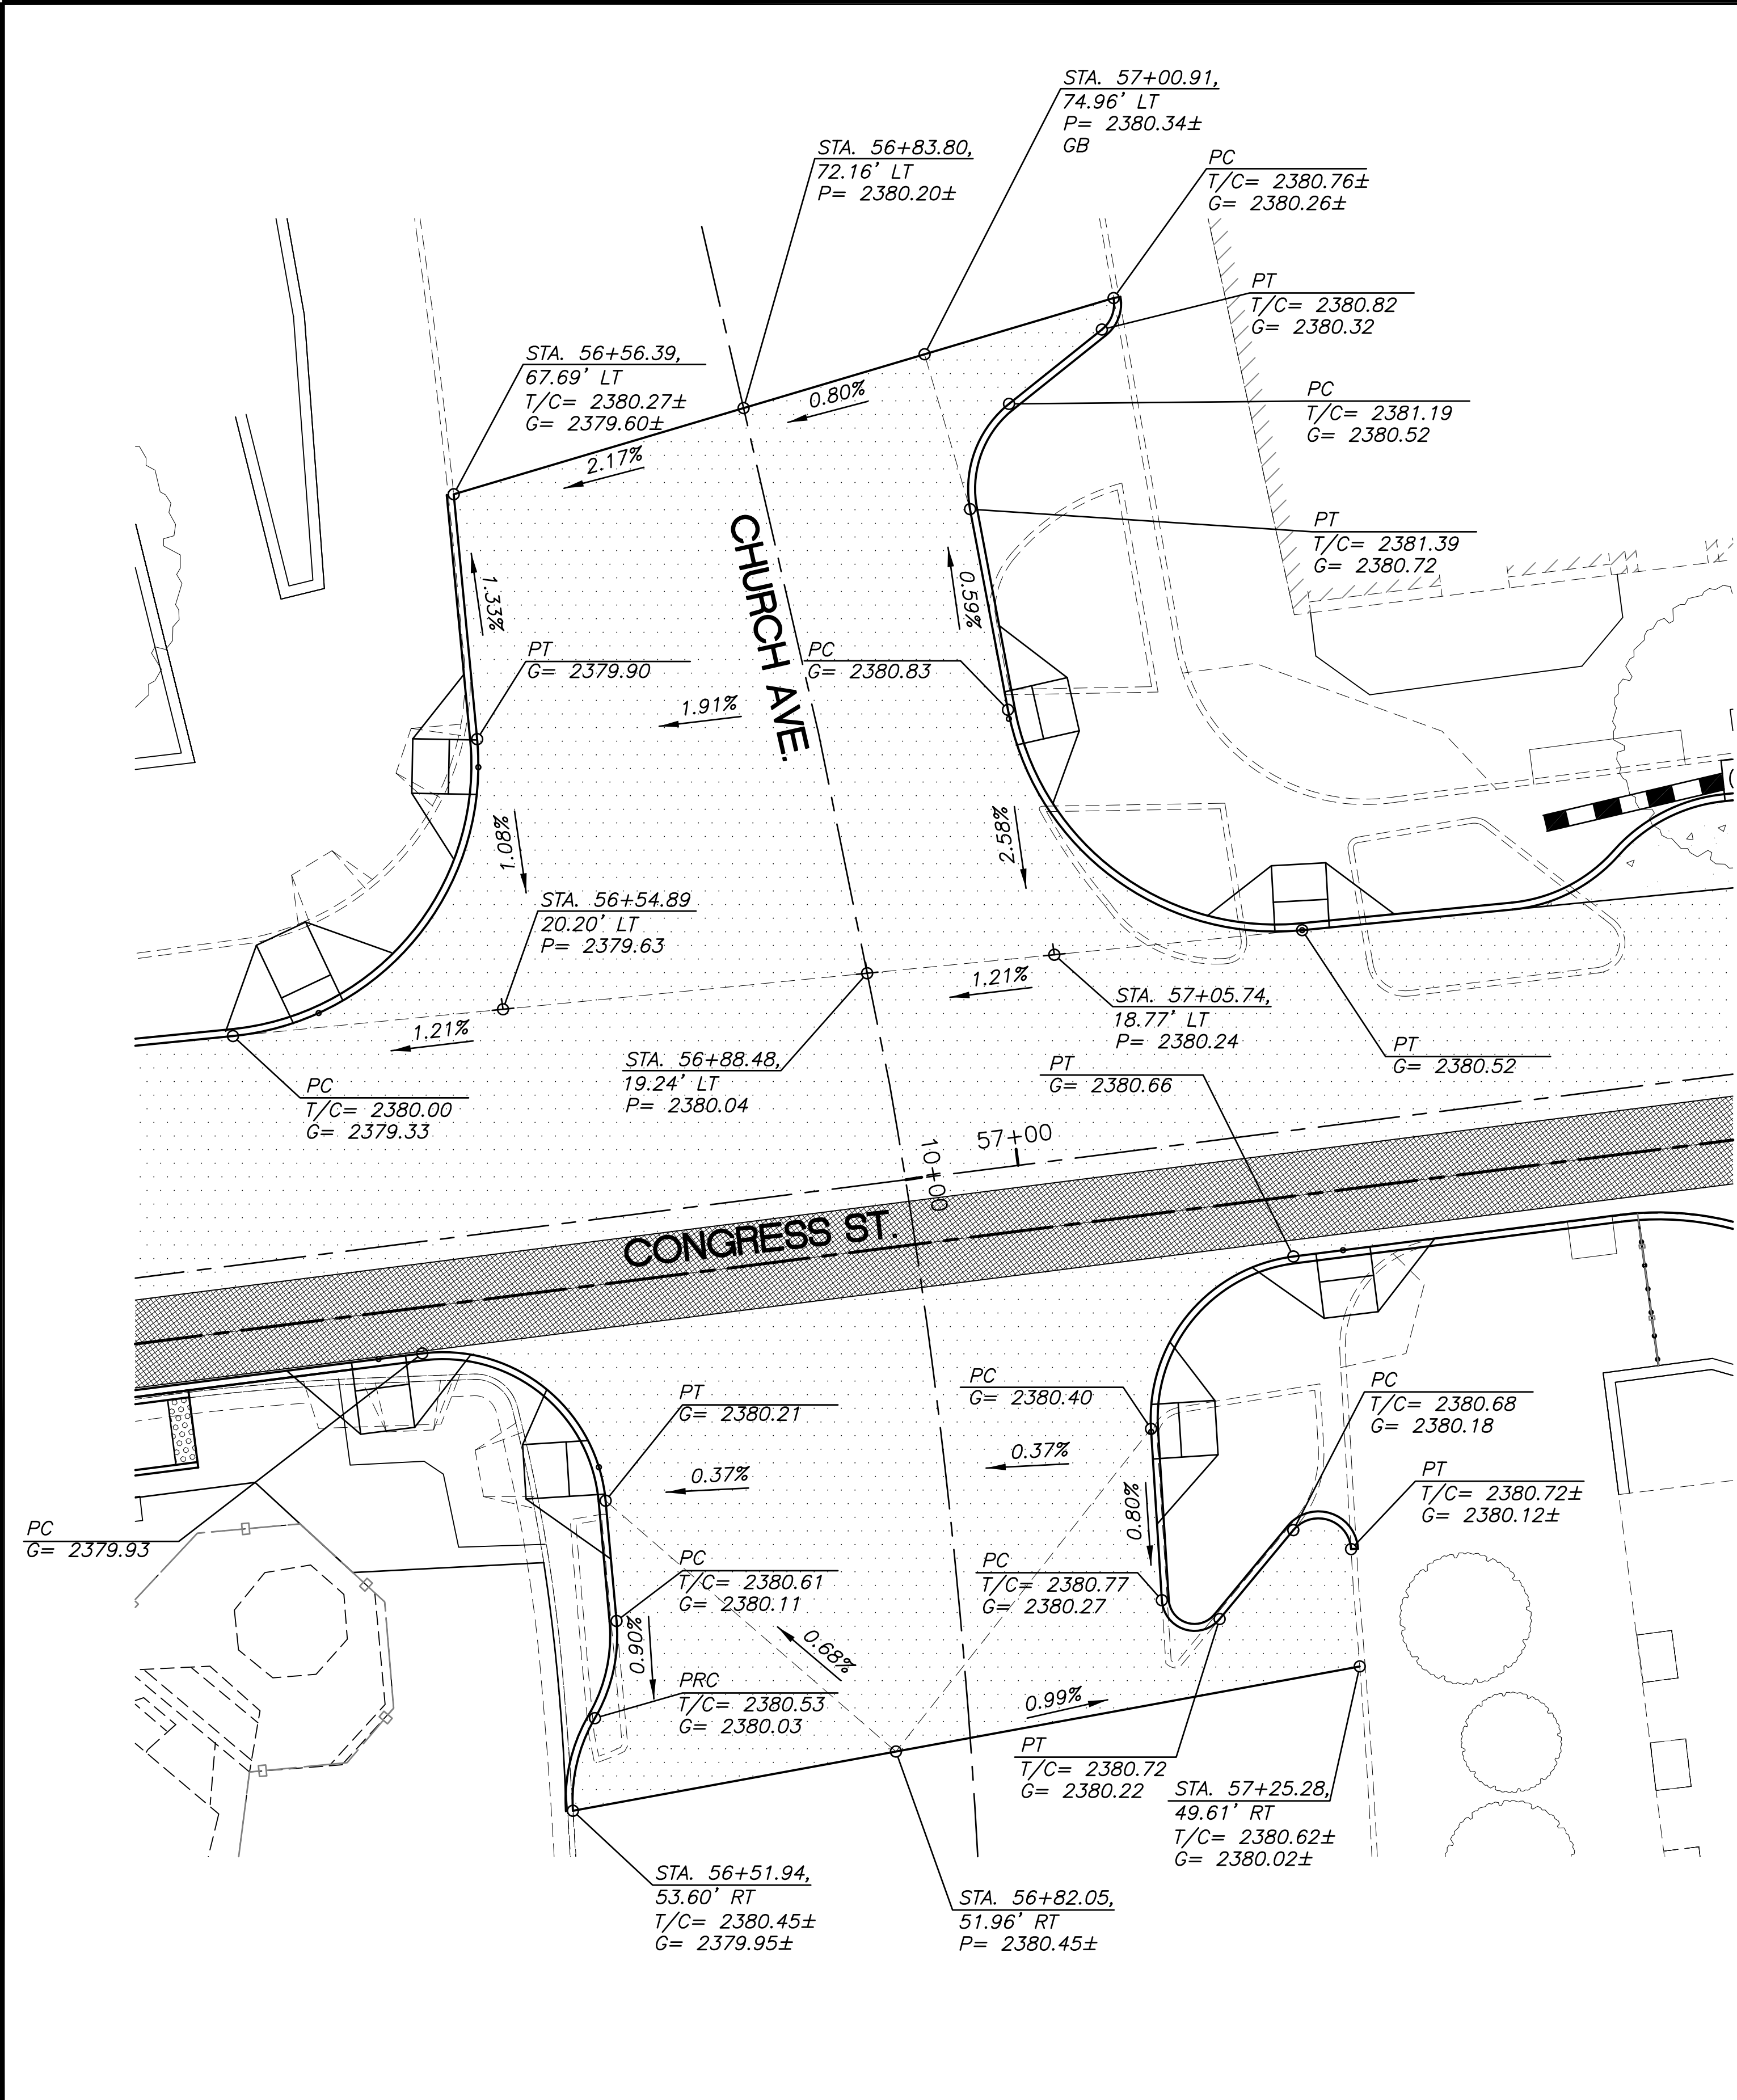 STA. 57+00.91,
74.96' LT
P= 2380.34±
GB
STA. 56+83.80,
72.16' LT
P= 2380.20±
PC
T/C= 2380.76±
G= 2380.26±
PT
T/C= 2380.82
G= 2380.32
STA. 56+56.39,
67.69' LT
T/C= 2380.27±
G= 2379.60±
0.80%
PC
T/C= 2381.19
G= 2380.52
2.17%
PT
T/C= 2381.39
G= 2380.72
CHURCH AVE.
1.33%
0.59%
PT
G= 2379.90
PC
G= 2380.83
1.91%
1.08%
2.58%
STA. 56+54.89
20.20' LT
P= 2379.63
1.21%
STA. 57+05.74,
18.77' LT
P= 2380.24
1.21%
STA. 56+88.48,
19.24' LT
P= 2380.04
PT
G= 2380.52
PT
G= 2380.66
PC
T/C= 2380.00
G= 2379.33
57+00
10+00
CONGRESS ST.
PT
G= 2380.21
PC
G= 2380.40
PC
T/C= 2380.68
G= 2380.18
0.37%
0.37%
PT
T/C= 2380.72±
G= 2380.12±
0.80%
PC
G= 2379.93
PC
T/C= 2380.61
G= 2380.11
PC
T/C= 2380.77
G= 2380.27
0.90%
0.68%
PRC
T/C= 2380.53
G= 2380.03
0.99%
PT
T/C= 2380.72
G= 2380.22
STA. 57+25.28,
49.61' RT
T/C= 2380.62±
G= 2380.02±
STA. 56+51.94,
53.60' RT
T/C= 2380.45±
G= 2379.95±
STA. 56+82.05,
51.96' RT
P= 2380.45±